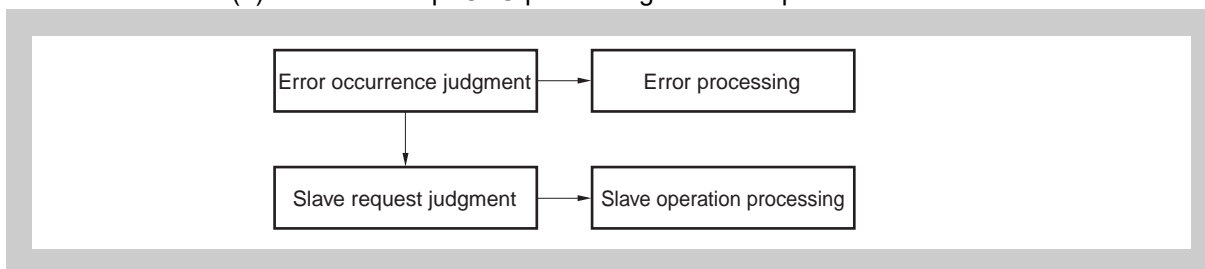 Error occurrence judgment
Error processing
Slave request judgment
Slave operation processing